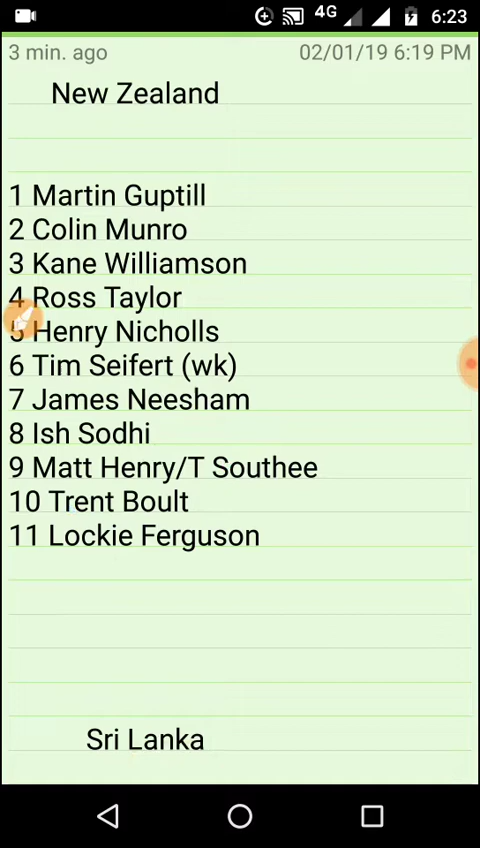 4G 6:23
3 min. ago 02/01/19 6:19 PM
New Zealand
1 Martin Guptill
2 Colin Munro
3 Kane Williamson
4 Ross Taylor
5 Henry Nicholls
6 Tim Seifert (wk)
7 James Neesham
8 Ish Sodhi
9 Matt Henry/T Southee
10 Trent Boult
11 Lockie Ferguson
Sri Lanka